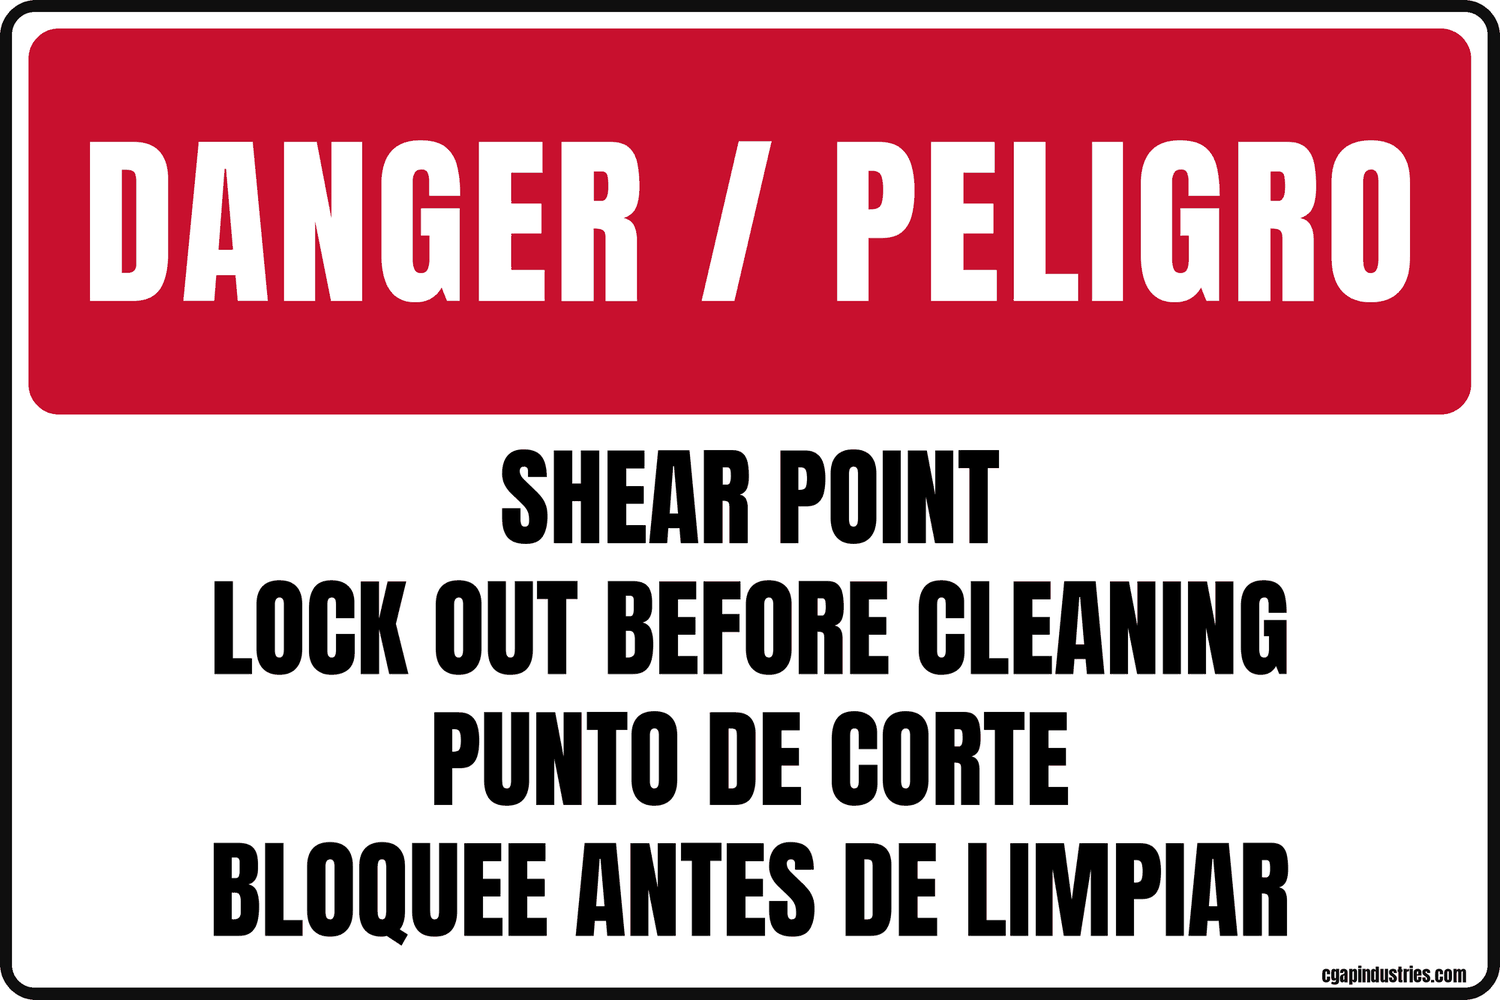 DANGER / PELIGRO
SHEAR POINT
LOCK OUT BEFORE CLEANING
PUNTO DE CORTE
BLOQUEE ANTES DE LIMPIAR
cgapindustries.com